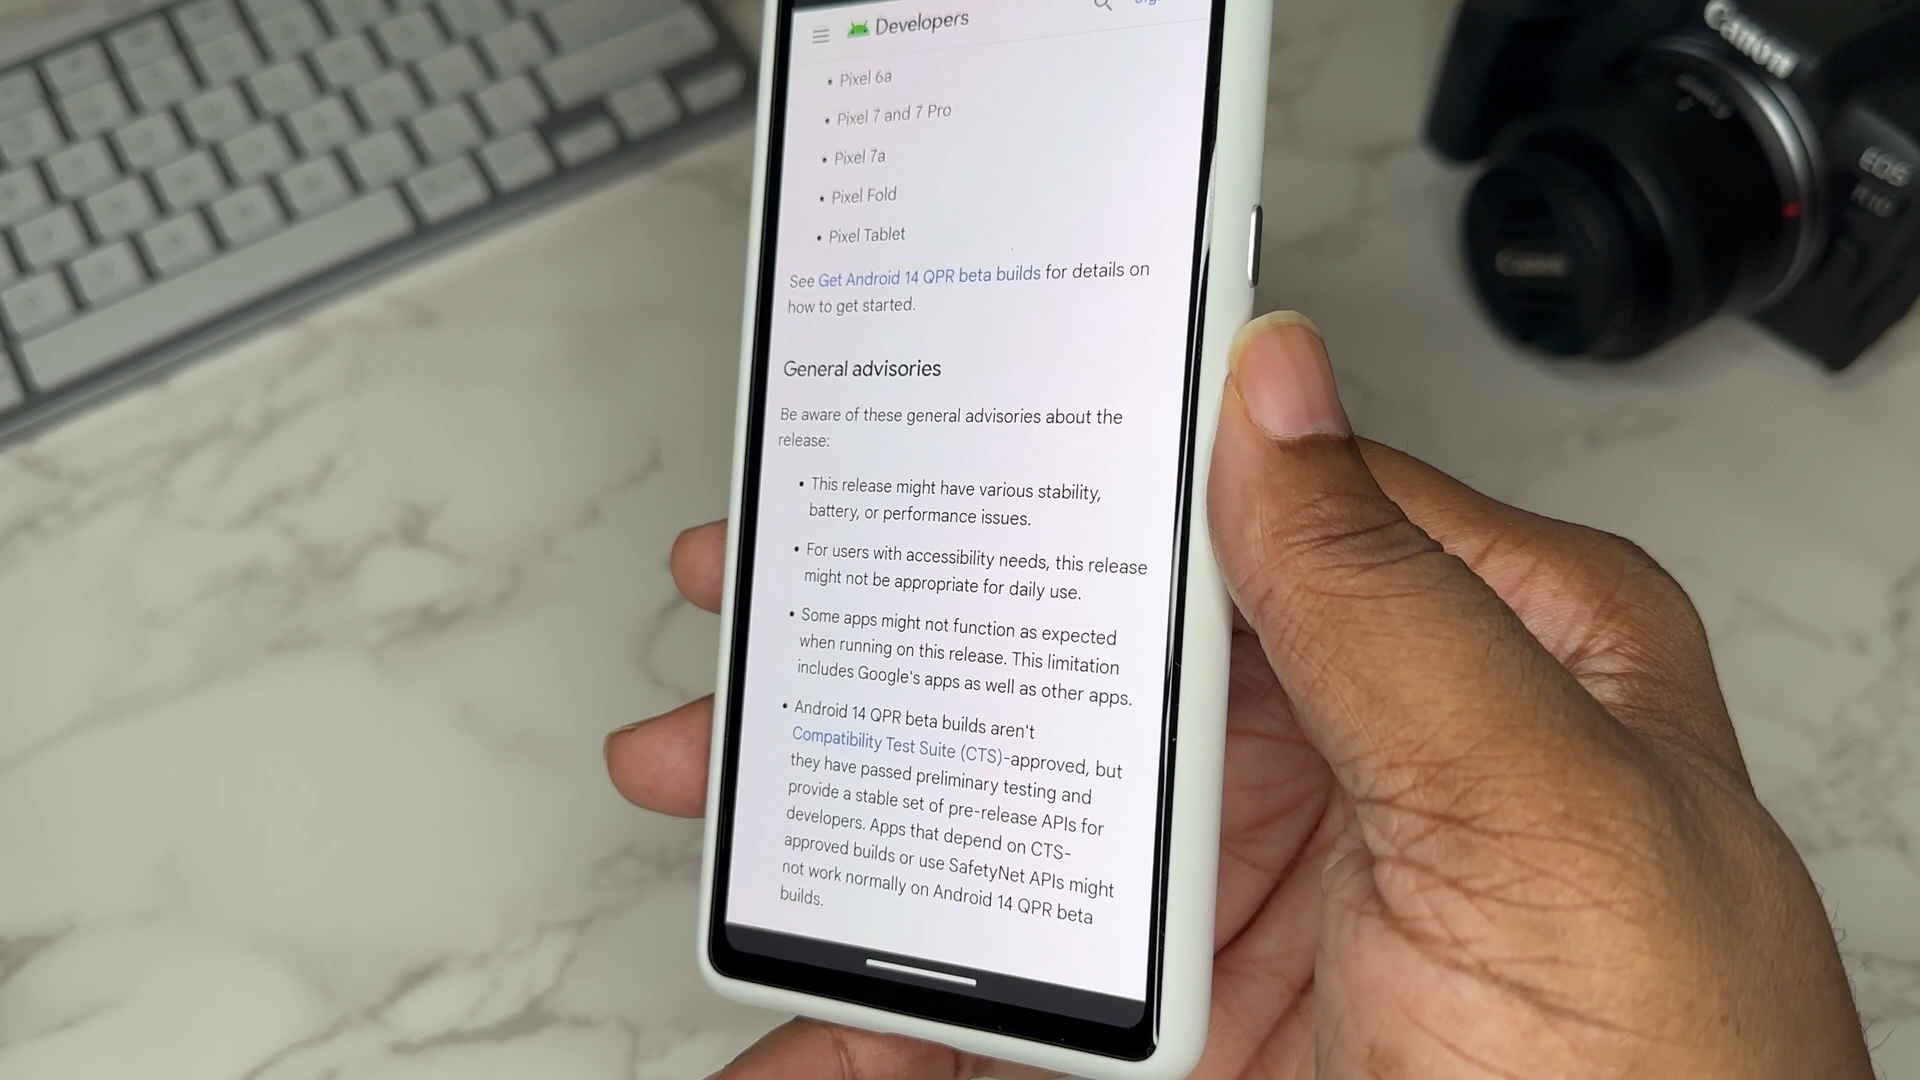 Developers
Pixel 6a
Pixel 7 and 7 Pro
Pixel 7a
Pixel Fold
Pixel Tablet
See Get Android 14 QPR beta builds for details on
how to get started.
General advisories
Be aware of these general advisories about the
release:
This release might have various stability,
battery, or performance issues.
For users with accessibility needs, this release
might not be appropriate for daily use.
Some apps might not function as expected
when running on this release. This limitation
includes Google's apps as well as other apps.
Android 14 QPR beta builds aren't
Compatibility Test Suite (CTS)-approved, but
they have passed preliminary testing and
provide a stable set of pre-release APIs for
developers. Apps that depend on CTS-
approved builds or use SafetyNet APIs might
not work normally on Android 14 QPR beta
builds.
Canon
EOS
R10
Canon